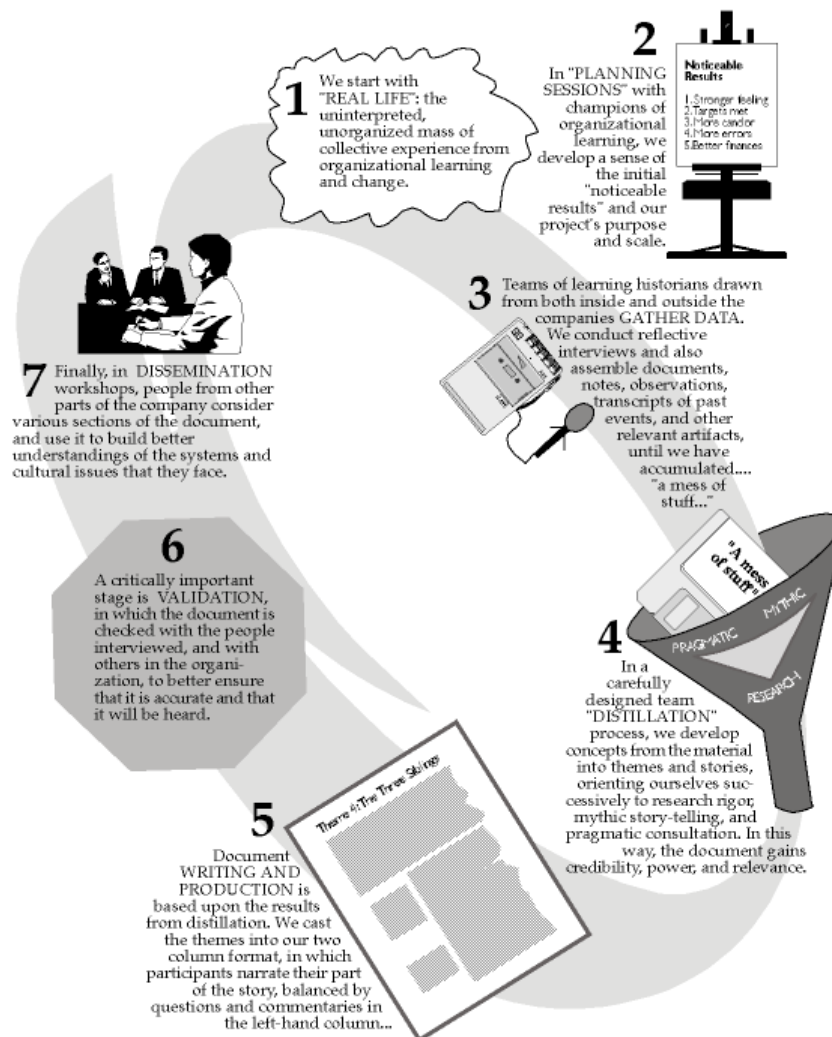 1
We start with
"REAL LIFE": the
uninterpreted,
unorganized mass of
collective experience from
organizational learning
and change.
2
In "PLANNING
SESSIONS" with
champions of
organizational
learning, we
develop a sense of
the initial
"noticeable
results" and our
project's purpose
and scale.
Noticeable
Results
1.Stronger feeling
2.Targets met
3.More candor
4.More errors
5.Better finances
3
Teams of learning historians drawn
from both inside and outside the
companies GATHER DATA.
We conduct reflective
interviews and also
assemble documents,
notes, observations,
transcripts of past
events, and other
relevant artifacts,
until we have
accumulated....
"a mess of
stuff..."
"A mess
of stuff"
PRAGMATIC
MYTHIC
RESEARCH
4
In a
carefully
designed team
"DISTILLATION"
process, we develop
concepts from the material
into themes and stories,
orienting ourselves suc-
cessively to research rigor,
mythic story-telling, and
pragmatic consultation. In this
way, the document gains
credibility, power, and relevance.
Theme 4: The Three Siblings
5
Document
WRITING AND
PRODUCTION is
based upon the results
from distillation. We cast
the themes into our two
column format, in which
participants narrate their part
of the story, balanced by
questions and commentaries in
the left-hand column...
6
A critically important
stage is VALIDATION,
in which the document is
checked with the people
interviewed, and with
others in the organi-
zation, to better ensure
that it is accurate and that
it will be heard.
7
Finally, in DISSEMINATION
workshops, people from other
parts of the company consider
various sections of the document,
and use it to build better
understandings of the systems and
cultural issues that they face.